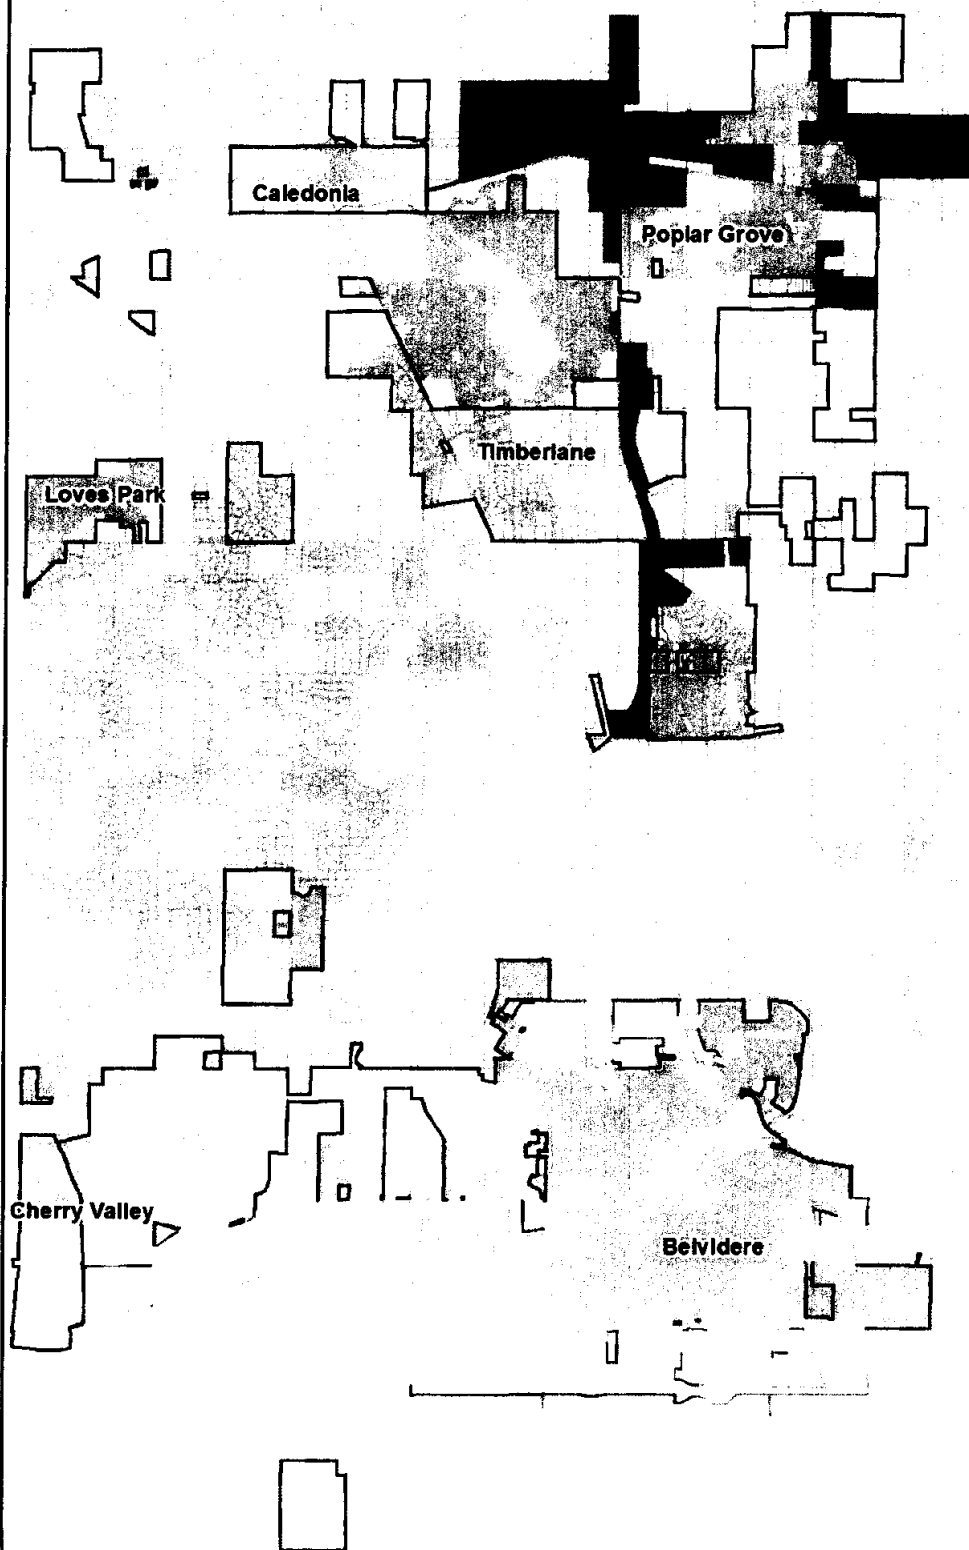 Caledonia
Poplar Grove
Timberlane
Loves Park
Cherry Valley
Belvidere